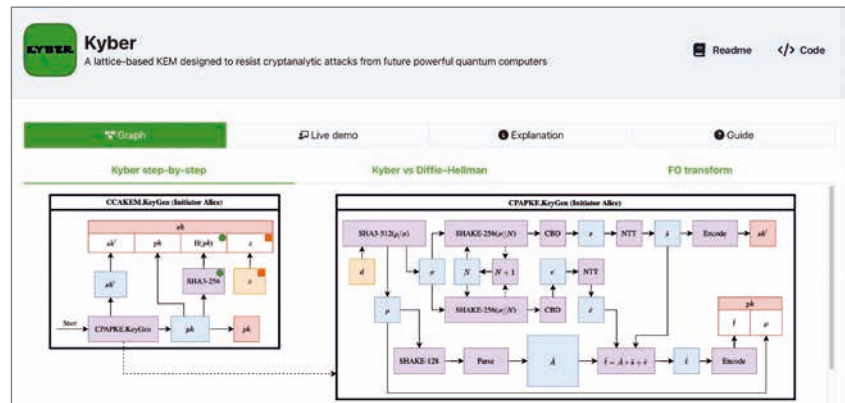 KYBER
Kyber
A lattice-based KEM designed to resist cryptanalytic attacks from future powerful quantum computers
Readme
</> Code
Graph
Live demo
Explanation
Guide
Kyber step-by-step
Kyber vs Diffie-Hellman
FO transform
CCAKEM.KeyGen (Initiator Alice)
sk
sk'
pk
H(pk)
z
sk'
SHA3-256
z
Start
CPAPKE.KeyGen
pk
pk
CPAPKE.KeyGen (Initiator Alice)
SHA3-512(ρ/σ)
SHAKE-256(σ||N)
CBD
s
NTT
ŝ
Encode
sk'
d
σ
N
N + 1
e
NTT
ρ
SHAKE-256(σ||N)
CBD
ê
pk
t̂
ρ
SHAKE-128
Parse
Â
t̂ = Â ∘ ŝ + ê
t̂
Encode